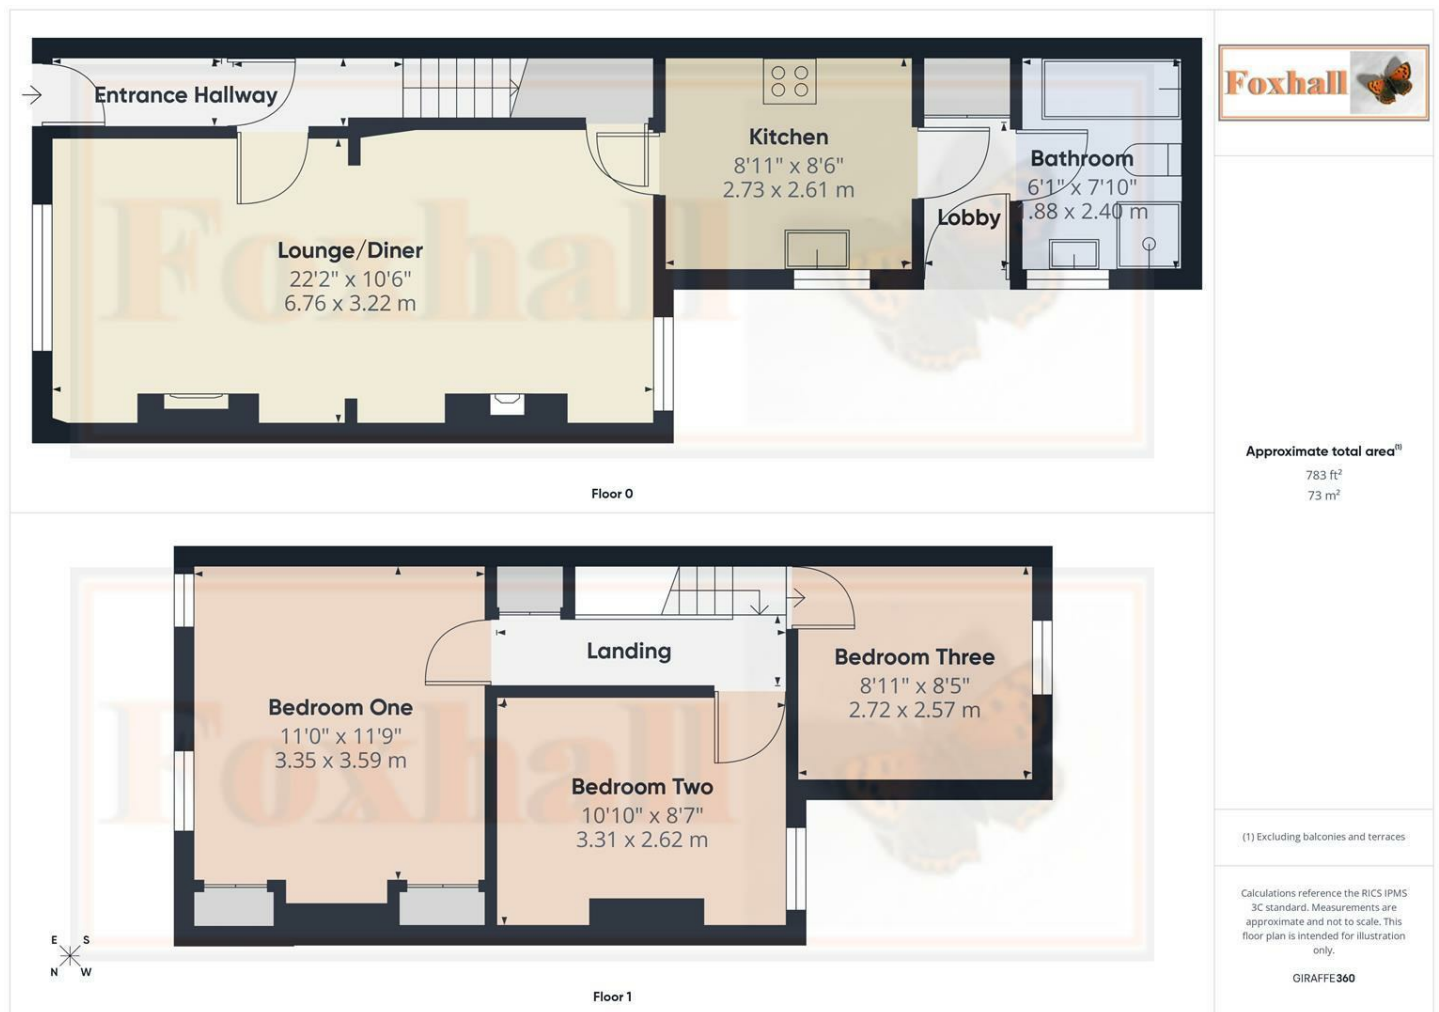 Entrance Hallway
Kitchen
8'11" x 8'6"
2.73 x 2.61 m
Bathroom
6'1" x 7'10"
1.88 x 2.40 m
Lobby
Lounge/Diner
22'2" x 10'6"
6.76 x 3.22 m
Foxhall
Floor 0
Foxhall
Approximate total area(1)
783 ft²
73 m²
Landing
Bedroom Three
8'11" x 8'5"
2.72 x 2.57 m
Bedroom One
11'0" x 11'9"
3.35 x 3.59 m
Bedroom Two
10'10" x 8'7"
3.31 x 2.62 m
Foxhall
E S
N W
Floor 1
(1) Excluding balconies and terraces
Calculations reference the RICS IPMS
3C standard. Measurements are
approximate and not to scale. This
floor plan is intended for illustration
only.
GIRAFFE360